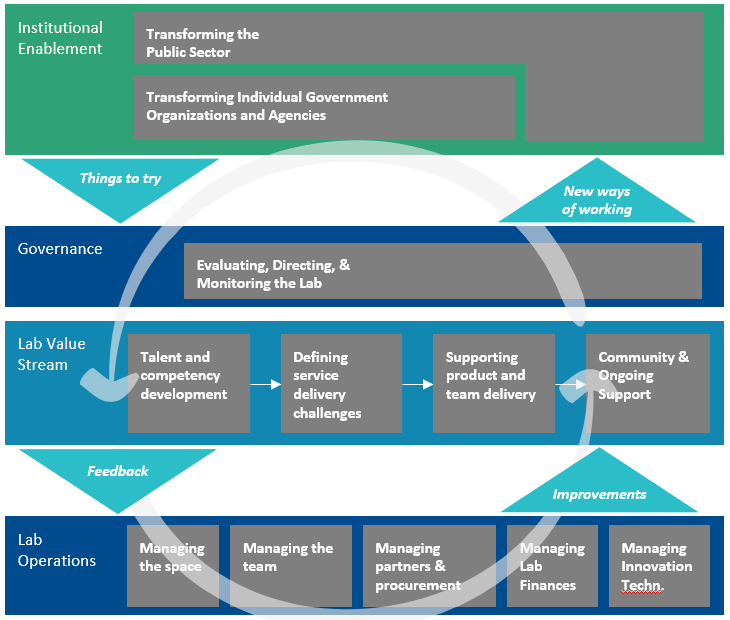 Institutional
Enablement
Transforming the
Public Sector
Transforming Individual Government
Organizations and Agencies
Things to try
New ways
of working
Governance
Evaluating, Directing, &
Monitoring the Lab
Lab Value
Stream
Talent and
competency
development
Defining
service
delivery
challenges
Supporting
product and
team delivery
Community &
Ongoing
Support
Feedback
Improvements
Lab
Operations
Managing
the space
Managing the
team
Managing
partners &
procurement
Managing
Lab
Finances
Managing
Innovation
Techn.